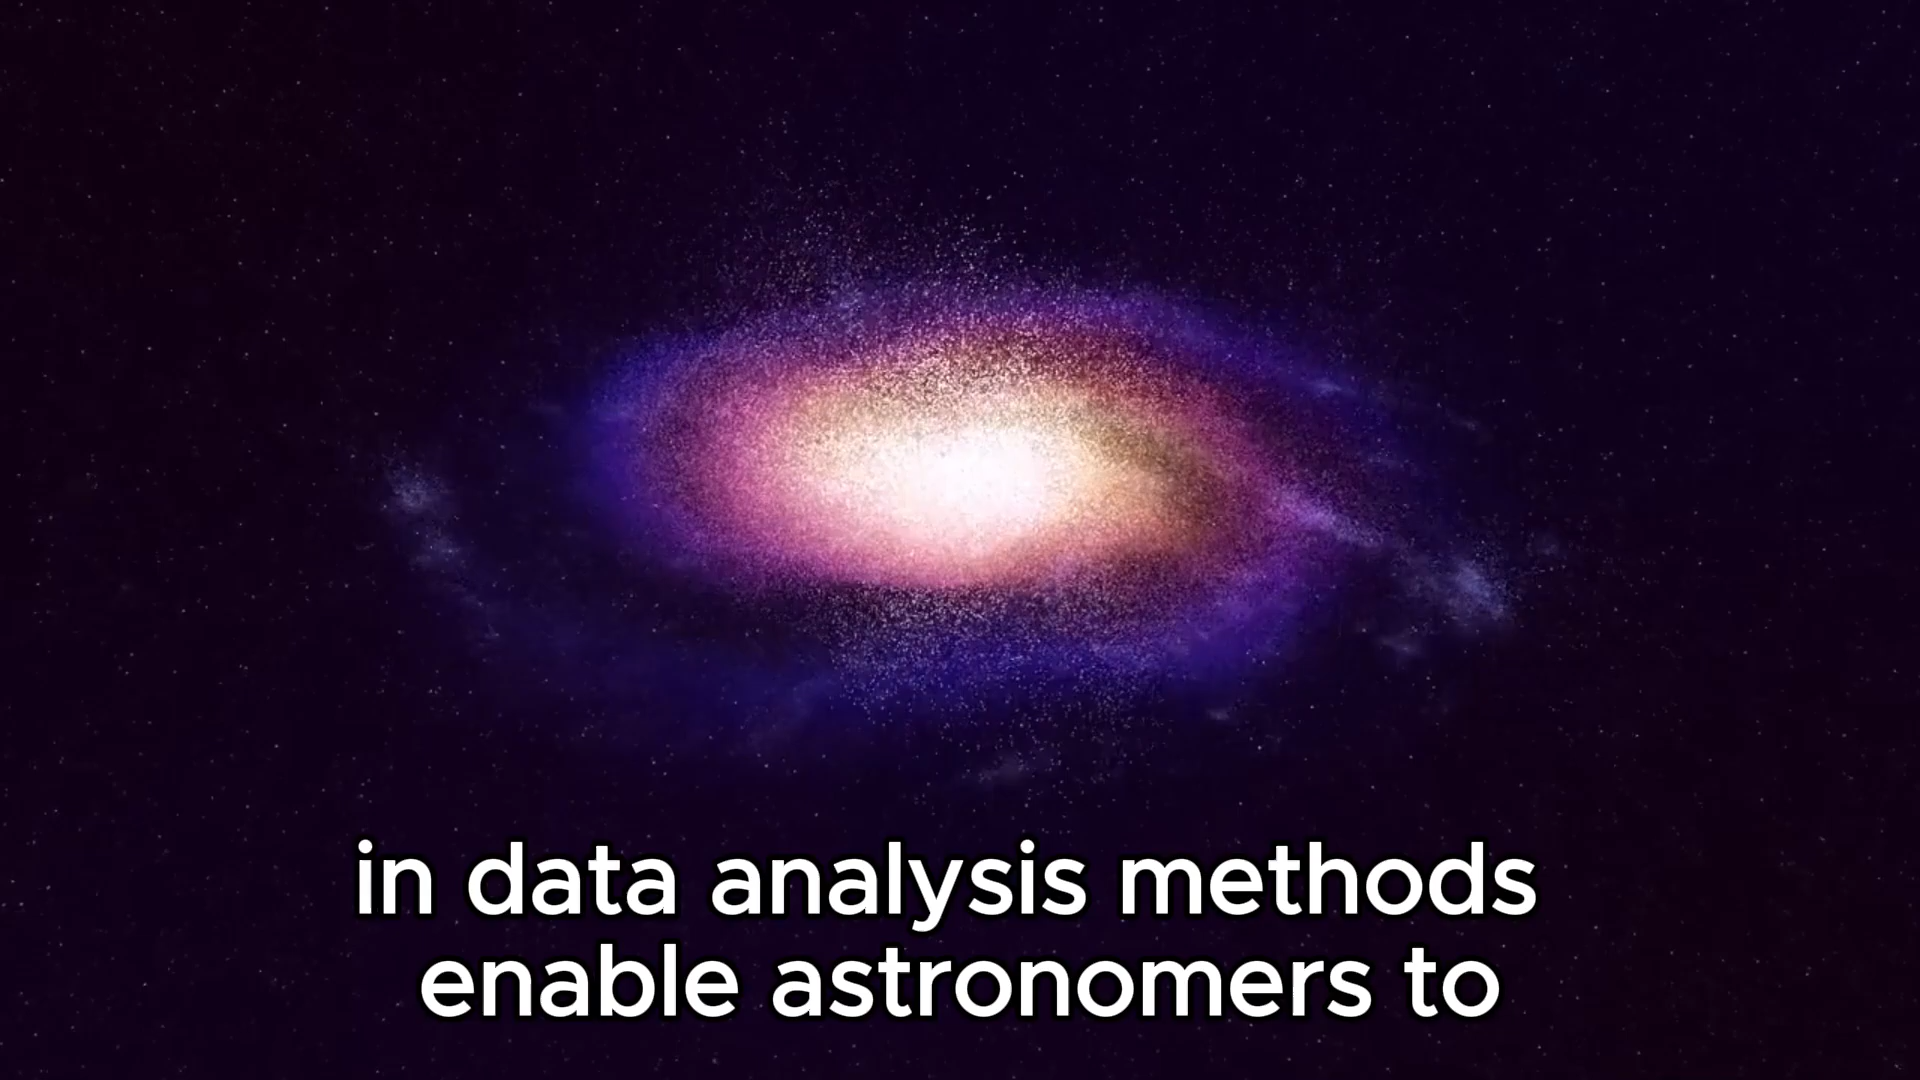 in data analysis methods
enable astronomers to